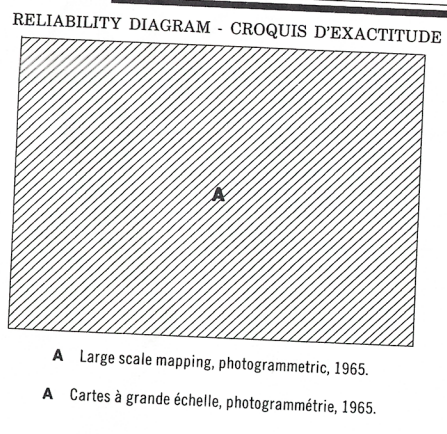 RELIABILITY DIAGRAM - CROQUIS D'EXACTITUDE
A
A Large scale mapping, photogrammetric, 1965.
A Cartes à grande échelle, photogrammétrie, 1965.